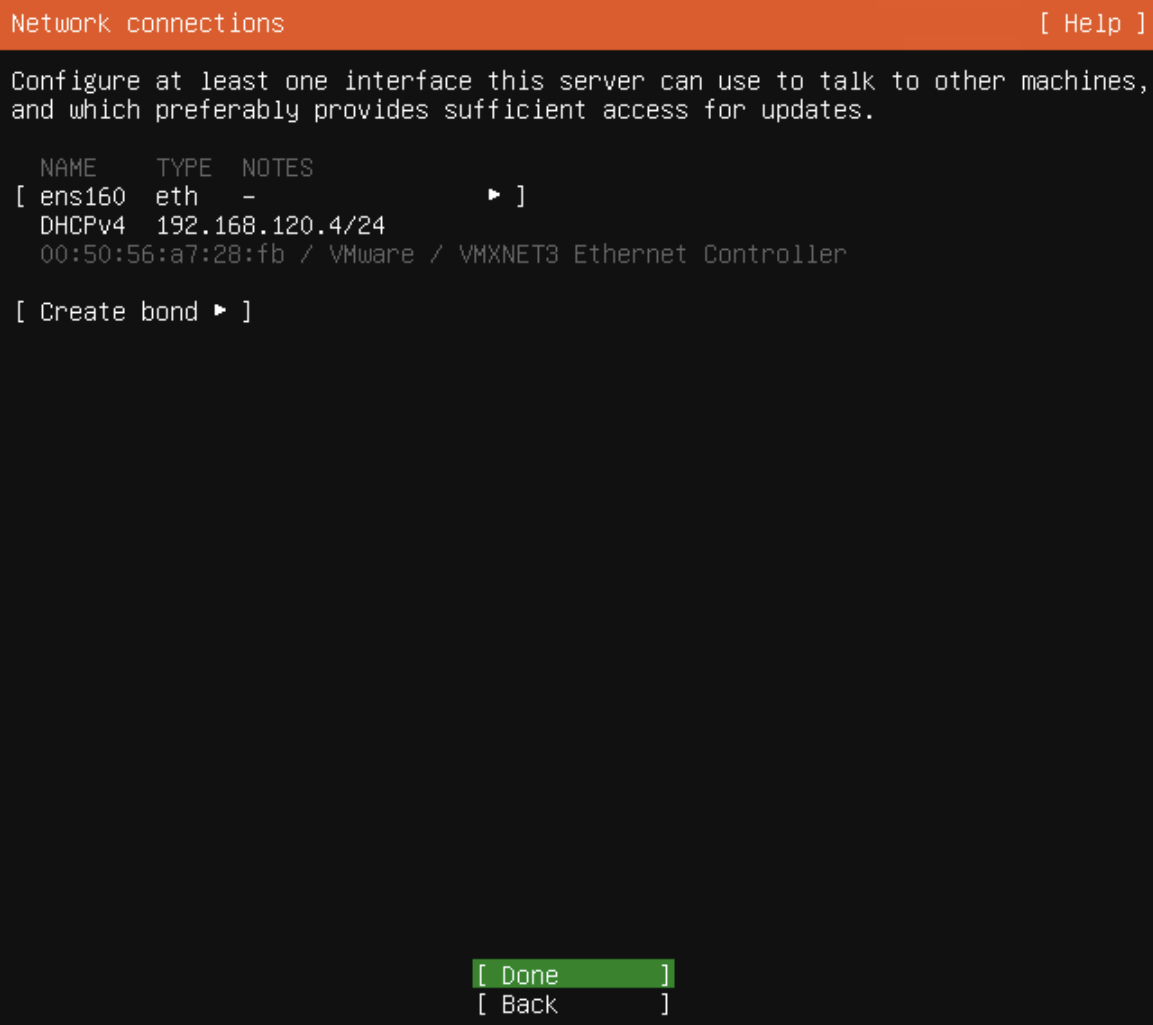 Network connections [ Help ]
Configure at least one interface this server can use to talk to other machines,
and which preferably provides sufficient access for updates.
NAME TYPE NOTES
[ ens160 eth - ▸ ]
DHCPv4 192.168.120.4/24
00:50:56:a7:28:fb / VMware / VMXNET3 Ethernet Controller
[ Create bond ▸ ]
[ Done ]
[ Back ]